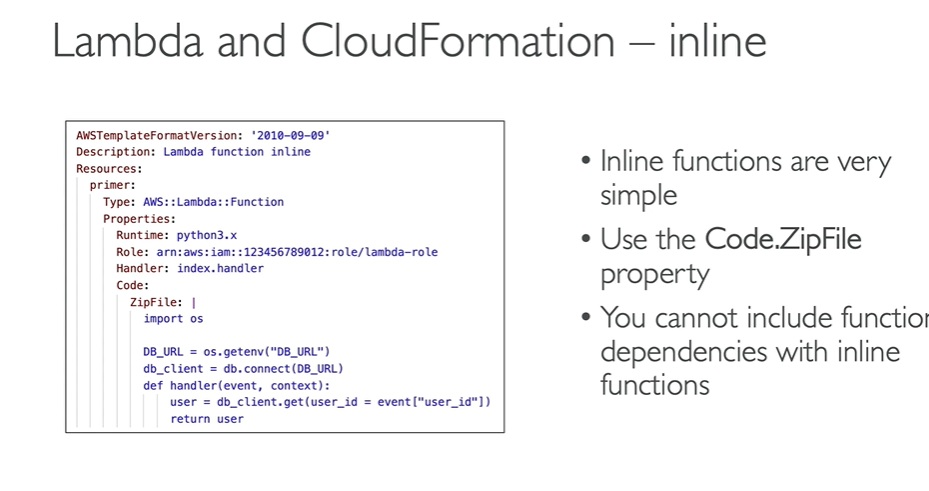 Lambda and CloudFormation – inline
AWSTemplateFormatVersion: '2010-09-09'
Description: Lambda function inline
Resources:
  primer:
    Type: AWS::Lambda::Function
    Properties:
      Runtime: python3.x
      Role: arn:aws:iam::123456789012:role/lambda-role
      Handler: index.handler
      Code:
        ZipFile: |
          import os

          DB_URL = os.getenv("DB_URL")
          db_client = db.connect(DB_URL)
          def handler(event, context):
              user = db_client.get(user_id = event["user_id"])
              return user
• Inline functions are very
simple
• Use the Code.ZipFile
property
• You cannot include function
dependencies with inline
functions